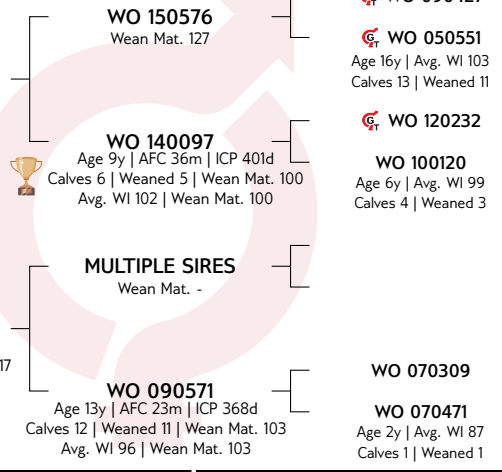 WO 150576
Wean Mat. 127
WO 050551
Age 16y | Avg. WI 103
Calves 13 | Weaned 11
WO 120232
WO 140097
Age 9y | AFC 36m | ICP 401d
Calves 6 | Weaned 5 | Wean Mat. 100
Avg. WI 102 | Wean Mat. 100
WO 100120
Age 6y | Avg. WI 99
Calves 4 | Weaned 3
MULTIPLE SIRES
Wean Mat. -
17
WO 070309
WO 090571
Age 13y | AFC 23m | ICP 368d
Calves 12 | Weaned 11 | Wean Mat. 103
Avg. WI 96 | Wean Mat. 103
WO 070471
Age 2y | Avg. WI 87
Calves 1 | Weaned 1